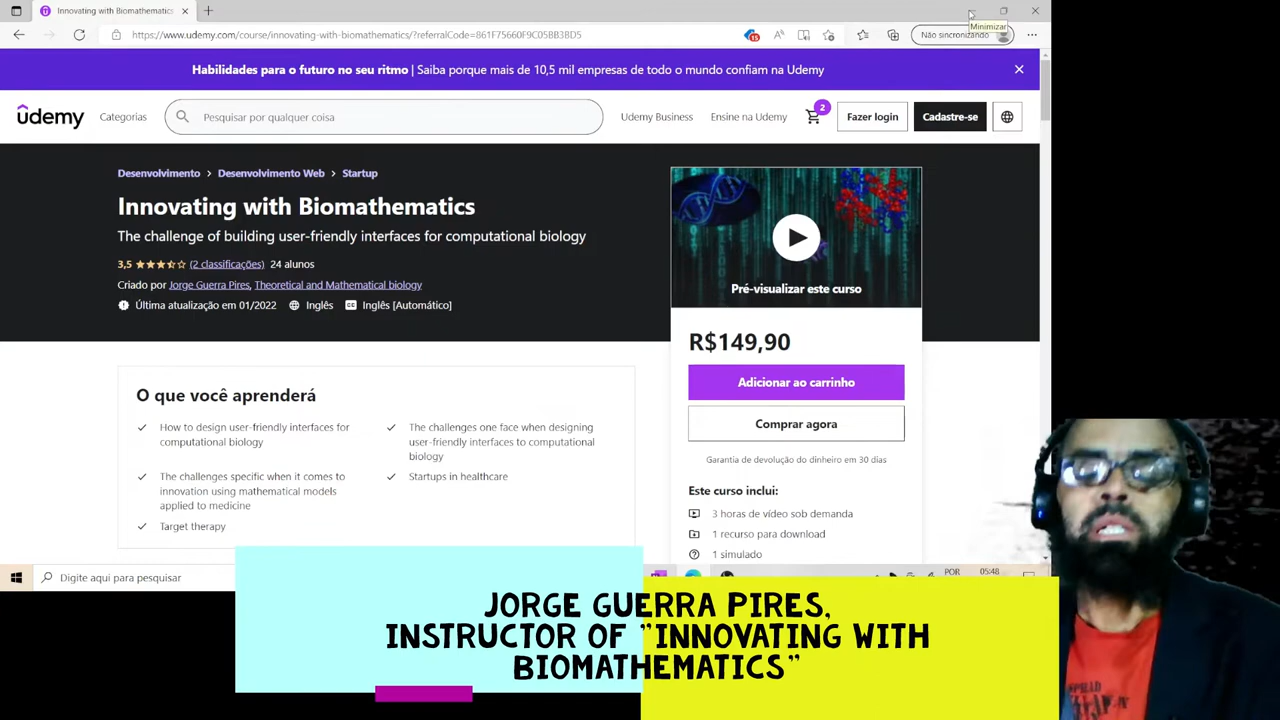 Innovating with Biomathematics
Minimizar
https://www.udemy.com/course/innovating-with-biomathematics/?referralCode=861F75660F9C05BB3BD5
15
Não sincronizando
Habilidades para o futuro no seu ritmo | Saiba porque mais de 10,5 mil empresas de todo o mundo confiam na Udemy
udemy
Categorias
Pesquisar por qualquer coisa
Udemy Business
Ensine na Udemy
2
Fazer login
Cadastre-se
Desenvolvimento > Desenvolvimento Web > Startup
Innovating with Biomathematics
The challenge of building user-friendly interfaces for computational biology
3,5 (2 classificações) 24 alunos
Criado por Jorge Guerra Pires, Theoretical and Mathematical biology
Última atualização em 01/2022 Inglês CC Inglês [Automático]
Pré-visualizar este curso
R$149,90
Adicionar ao carrinho
Comprar agora
Garantia de devolução do dinheiro em 30 dias
Este curso inclui:
3 horas de vídeo sob demanda
1 recurso para download
1 simulado
O que você aprenderá
How to design user-friendly interfaces for
computational biology
The challenges one face when designing
user-friendly interfaces to computational
biology
The challenges specific when it comes to
innovation using mathematical models
applied to medicine
Startups in healthcare
Target therapy
Digite aqui para pesquisar
POR
05:48
JORGE GUERRA PIRES,
INSTRUCTOR OF "INNOVATING WITH
BIOMATHEMATICS"